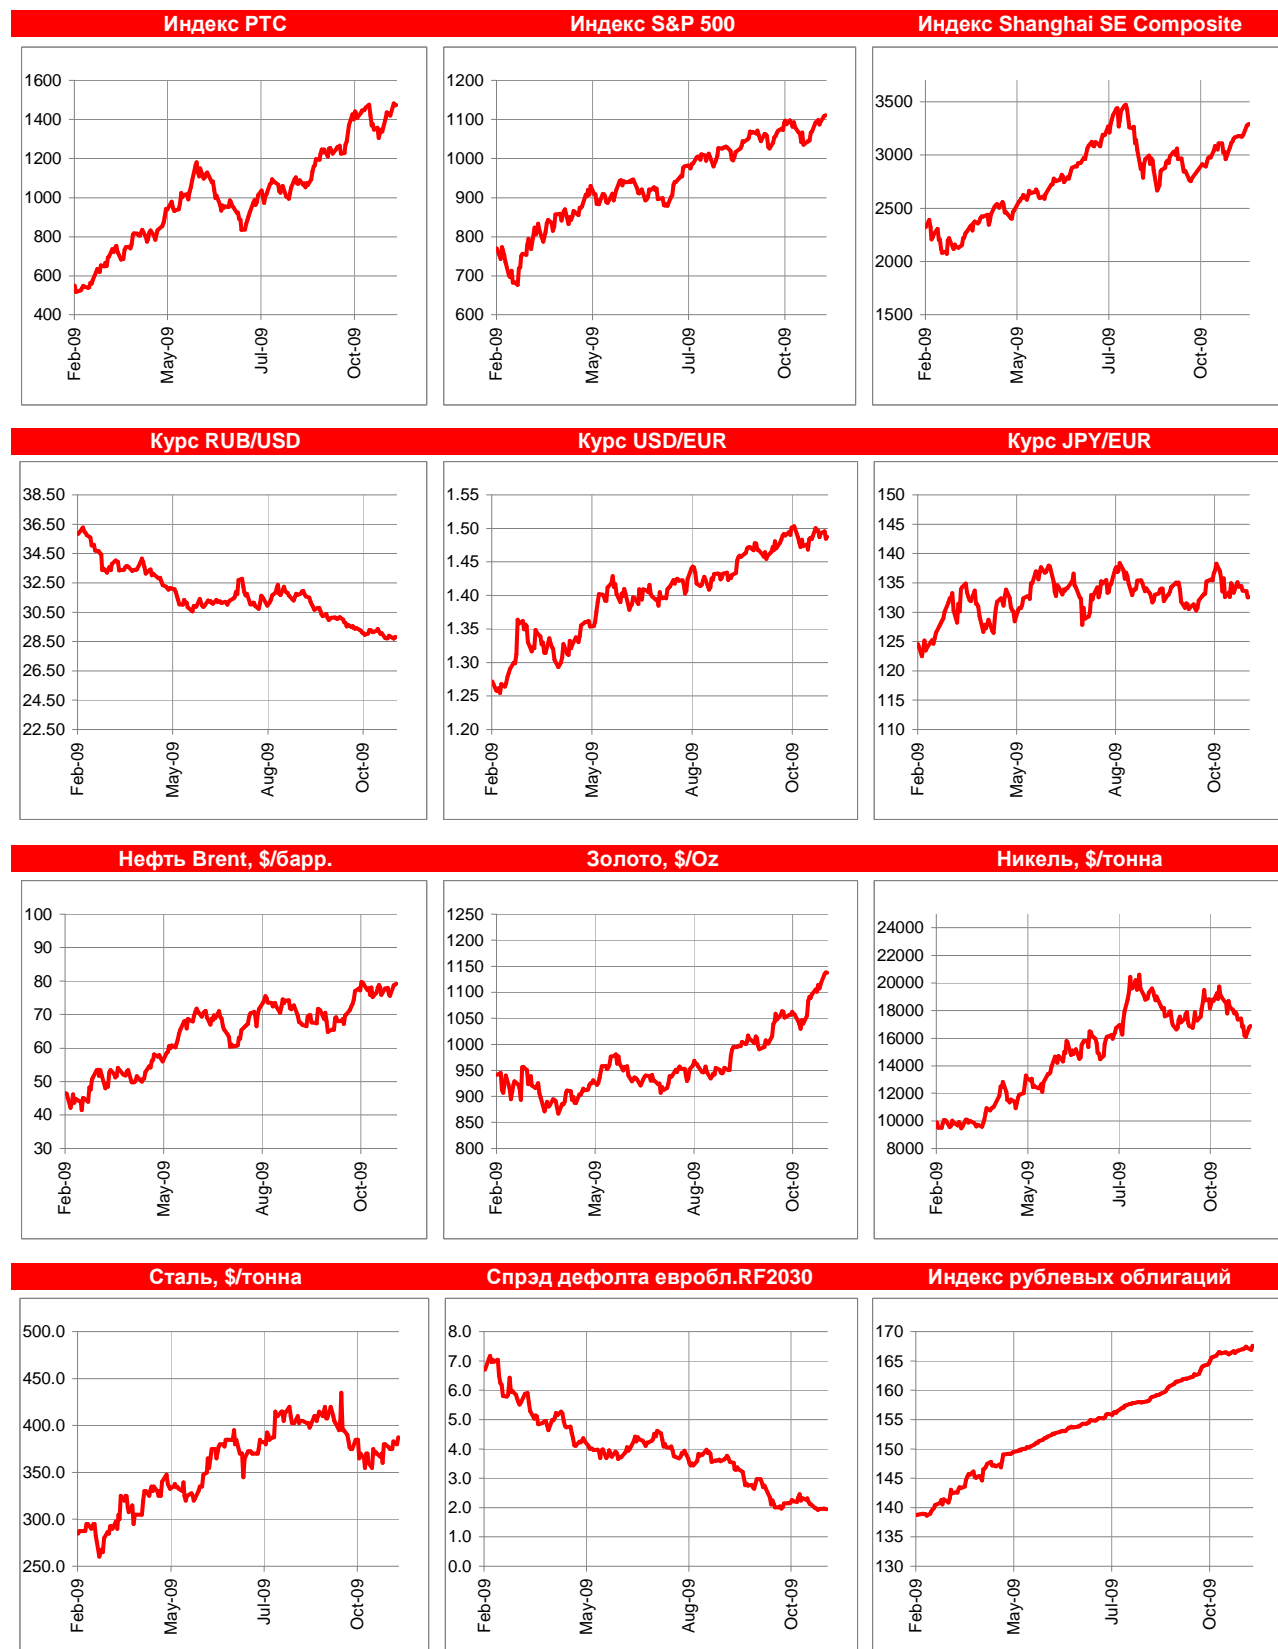 Индекс РТС
Индекс S&P 500
Индекс Shanghai SE Composite
1600
1400
1200
1000
800
600
400
Feb-09
May-09
Jul-09
Oct-09
1200
1100
1000
900
800
700
600
Feb-09
May-09
Jul-09
Oct-09
3500
3000
2500
2000
1500
Feb-09
May-09
Jul-09
Oct-09
Курс RUB/USD
Курс USD/EUR
Курс JPY/EUR
38.50
36.50
34.50
32.50
30.50
28.50
26.50
24.50
22.50
Feb-09
May-09
Aug-09
Oct-09
1.55
1.50
1.45
1.40
1.35
1.30
1.25
1.20
Feb-09
May-09
Aug-09
Oct-09
150
145
140
135
130
125
120
115
110
Feb-09
May-09
Aug-09
Oct-09
Нефть Brent, $/барр.
Золото, $/Oz
Никель, $/тонна
100
90
80
70
60
50
40
30
Feb-09
May-09
Aug-09
Oct-09
1250
1200
1150
1100
1050
1000
950
900
850
800
Feb-09
May-09
Aug-09
Oct-09
24000
22000
20000
18000
16000
14000
12000
10000
8000
Feb-09
May-09
Jul-09
Oct-09
Сталь, $/тонна
Спрэд дефолта евробл.RF2030
Индекс рублевых облигаций
500.0
450.0
400.0
350.0
300.0
250.0
Feb-09
May-09
Jul-09
Oct-09
8.0
7.0
6.0
5.0
4.0
3.0
2.0
1.0
0.0
Feb-09
May-09
Aug-09
Oct-09
170
165
160
155
150
145
140
135
130
Feb-09
May-09
Jul-09
Oct-09